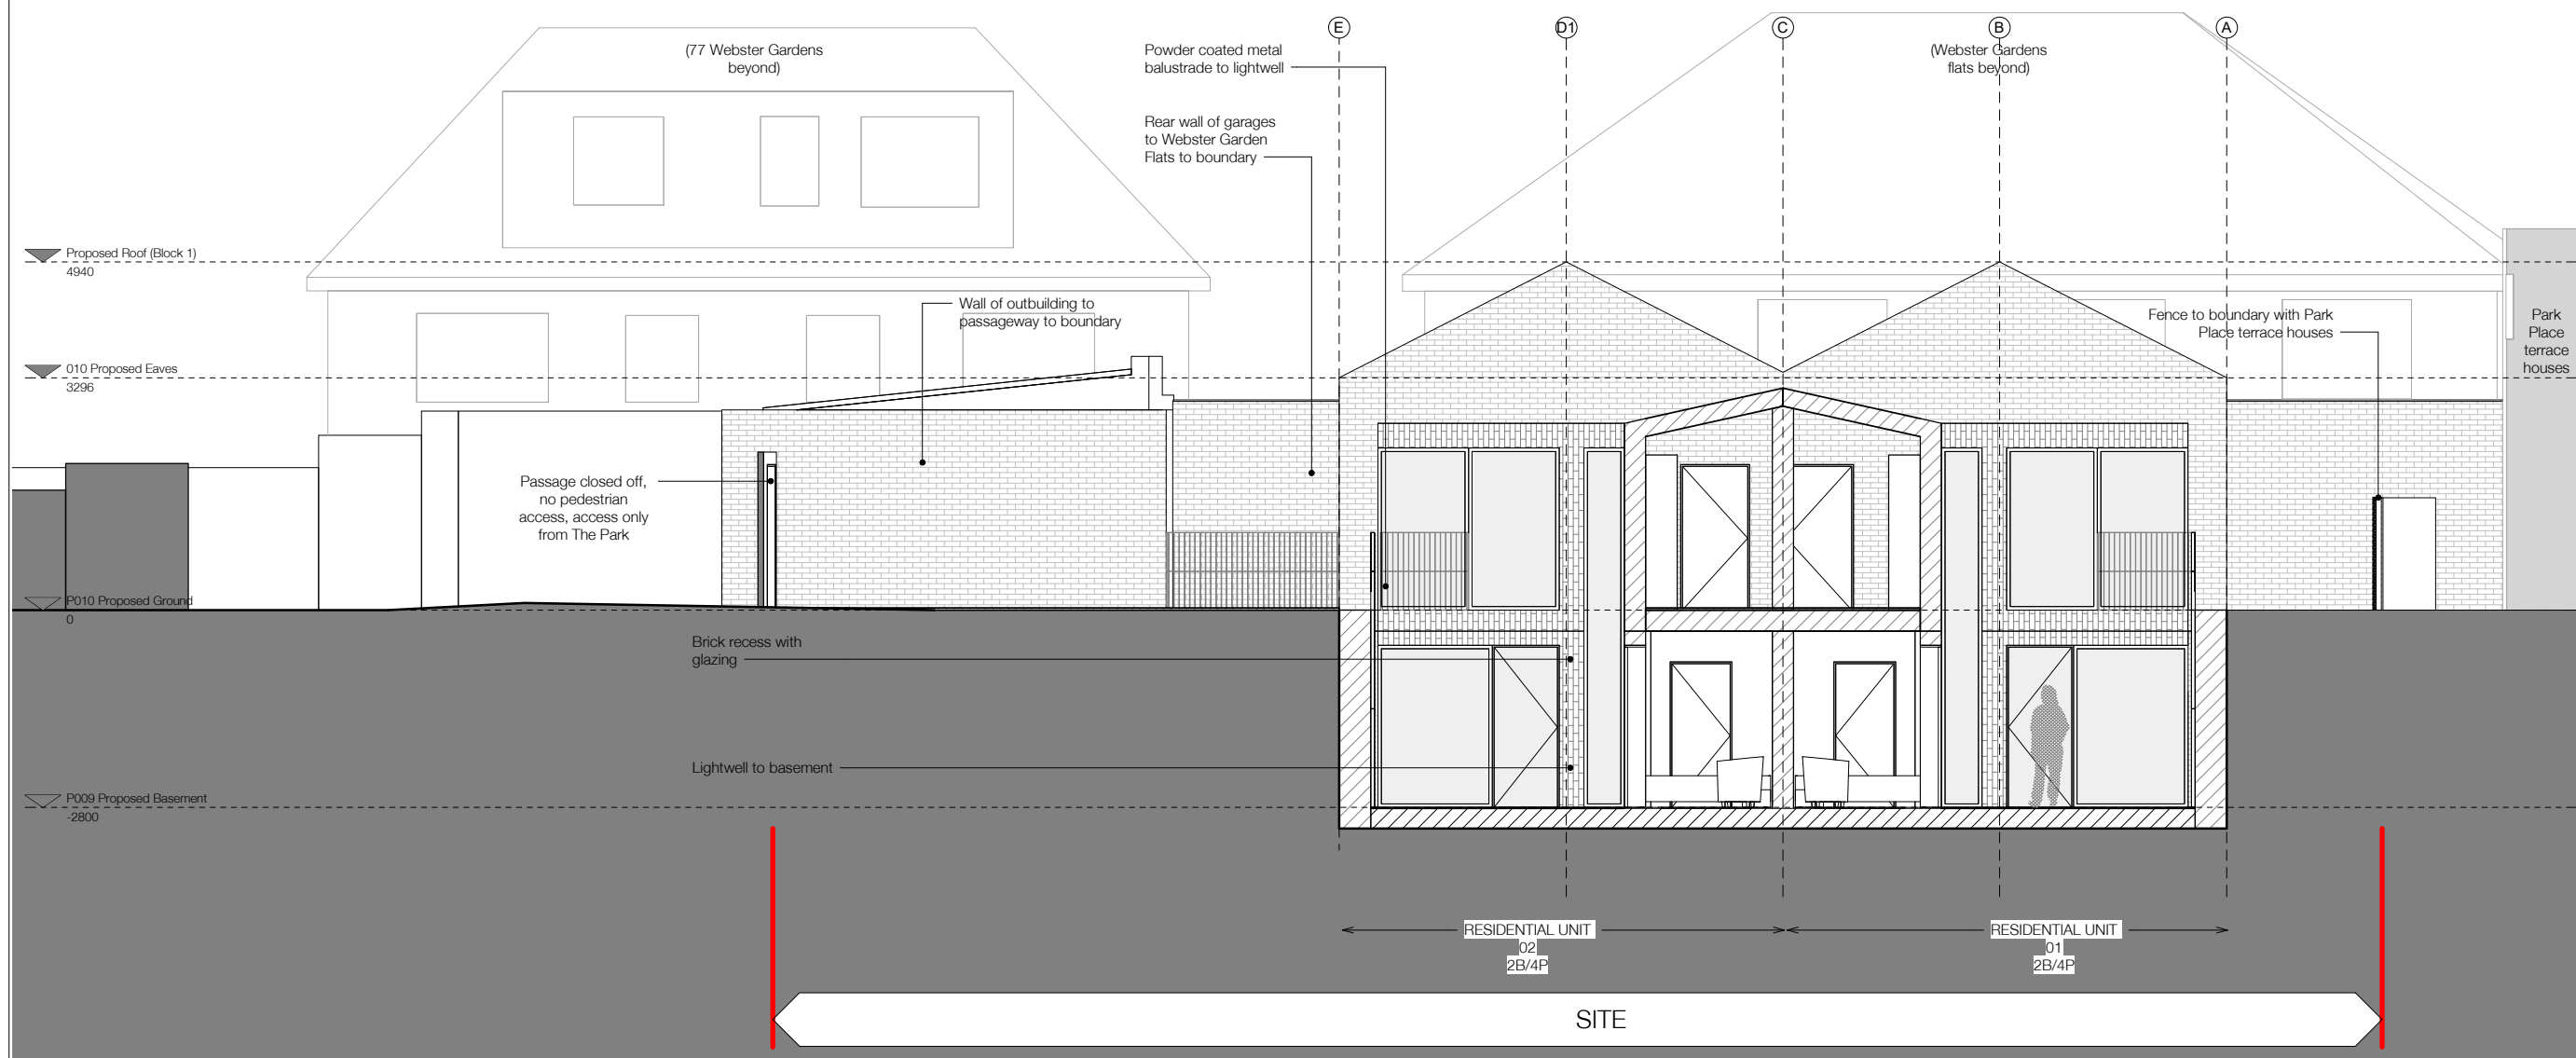 E
D1
C
B
A
(77 Webster Gardens
beyond)
Powder coated metal
balustrade to lightwell
(Webster Gardens
flats beyond)
Rear wall of garages
to Webster Garden
Flats to boundary
Proposed Roof (Block 1)
4940
Wall of outbuilding to
passageway to boundary
Fence to boundary with Park
Place terrace houses
Park
Place
terrace
houses
010 Proposed Eaves
3296
Passage closed off,
no pedestrian
access, access only
from The Park
P010 Proposed Ground
0
Brick recess with
glazing
Lightwell to basement
P009 Proposed Basement
-2800
RESIDENTIAL UNIT
02
2B/4P
RESIDENTIAL UNIT
01
2B/4P
SITE